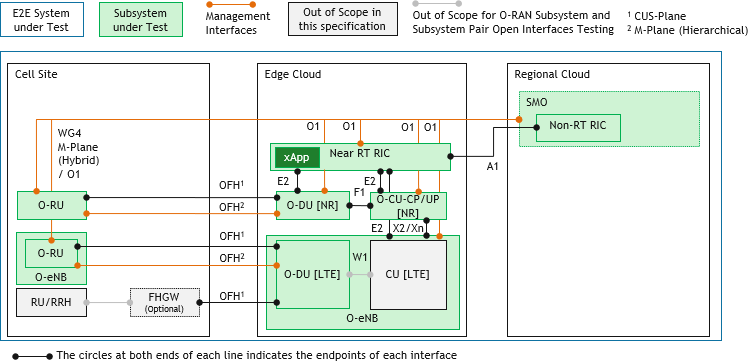 E2E System
under Test
Subsystem
under Test
Management
Interfaces
Out of Scope in
this specification
Out of Scope for O-RAN Subsystem and
Subsystem Pair Open Interfaces Testing
¹ CUS-Plane
² M-Plane (Hierarchical)
Cell Site
Edge Cloud
Regional Cloud
SMO
Non-RT RIC
WG4
M-Plane
(Hybrid)
/ O1
O1
O1
O1
O1
xApp
Near RT RIC
A1
E2
E2
F1
OFH¹
O-RU
O-DU [NR]
O-CU-CP/UP
[NR]
OFH²
E2
X2/Xn
OFH¹
O-RU
OFH²
O-eNB
O-DU [LTE]
W1
CU [LTE]
RU/RRH
FHGW
(Optional)
OFH¹
O-eNB
The circles at both ends of each line indicates the endpoints of each interface